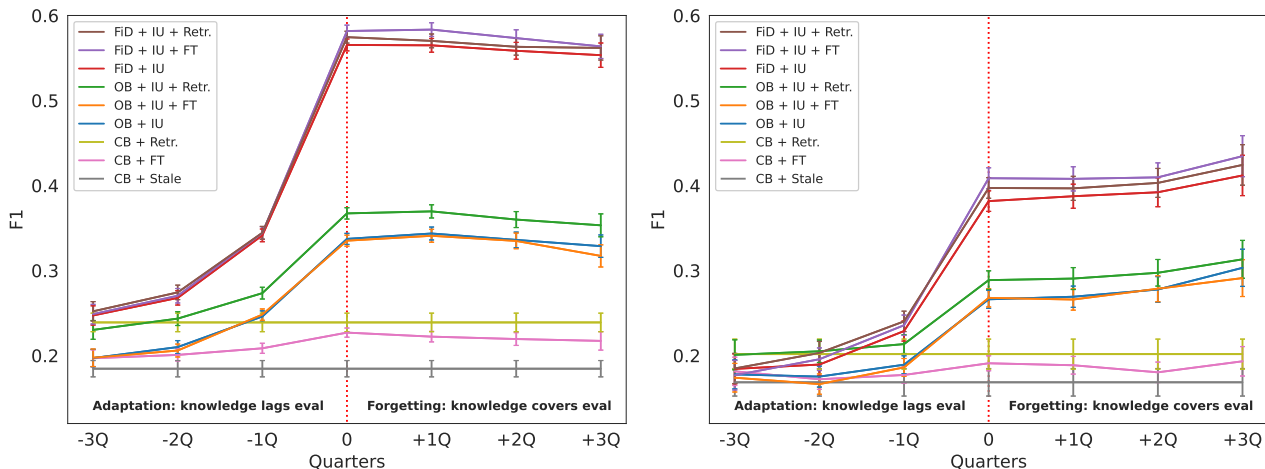 0.6
0.5
0.4
0.3
0.2
F1
FiD + IU + Retr.
FiD + IU + FT
FiD + IU
OB + IU + Retr.
OB + IU + FT
OB + IU
CB + Retr.
CB + FT
CB + Stale
Adaptation: knowledge lags eval
Forgetting: knowledge covers eval
-3Q -2Q -1Q 0 +1Q +2Q +3Q
Quarters
0.6
0.5
0.4
0.3
0.2
F1
FiD + IU + Retr.
FiD + IU + FT
FiD + IU
OB + IU + Retr.
OB + IU + FT
OB + IU
CB + Retr.
CB + FT
CB + Stale
Adaptation: knowledge lags eval
Forgetting: knowledge covers eval
-3Q -2Q -1Q 0 +1Q +2Q +3Q
Quarters